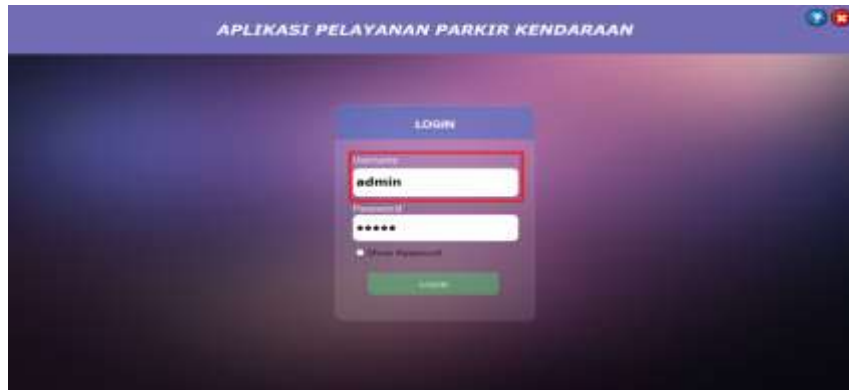 APLIKASI PELAYANAN PARKIR KENDARAAN
LOGIN
Username
admin
Password
•••••
Show Password
LOGIN